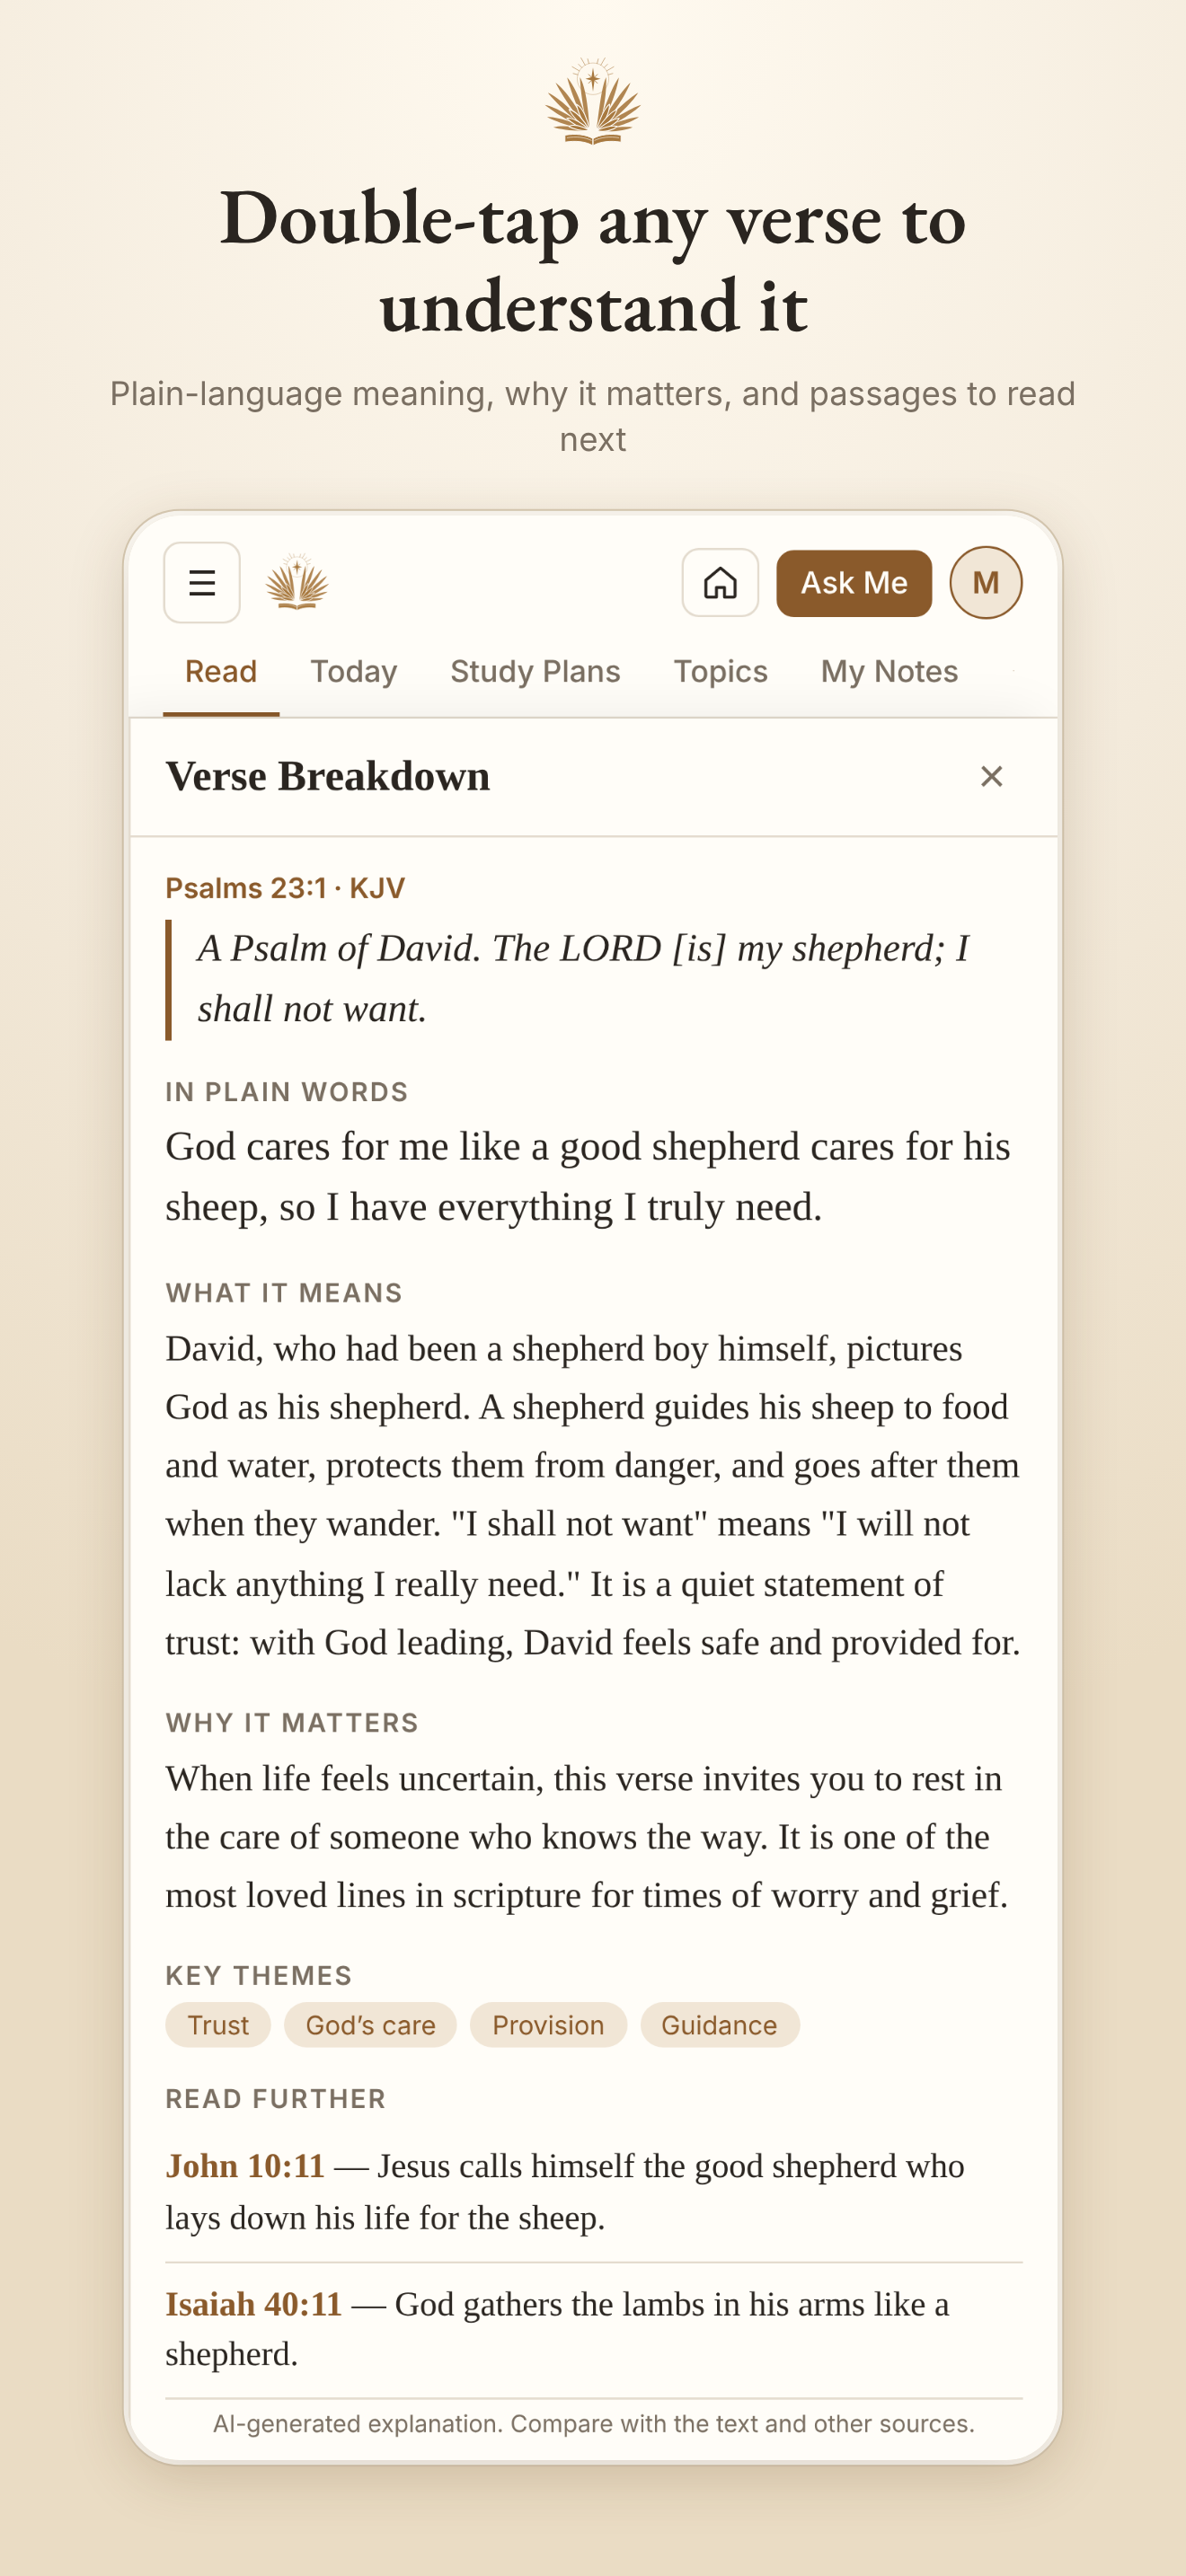 Double-tap any verse to
understand it
Plain-language meaning, why it matters, and passages to read
next
Ask Me
M
Read Today Study Plans Topics My Notes
Verse Breakdown
Psalms 23:1 · KJV
A Psalm of David. The LORD [is] my shepherd; I
shall not want.
IN PLAIN WORDS
God cares for me like a good shepherd cares for his
sheep, so I have everything I truly need.
WHAT IT MEANS
David, who had been a shepherd boy himself, pictures
God as his shepherd. A shepherd guides his sheep to food
and water, protects them from danger, and goes after them
when they wander. "I shall not want" means "I will not
lack anything I really need." It is a quiet statement of
trust: with God leading, David feels safe and provided for.
WHY IT MATTERS
When life feels uncertain, this verse invites you to rest in
the care of someone who knows the way. It is one of the
most loved lines in scripture for times of worry and grief.
KEY THEMES
Trust God’s care Provision Guidance
READ FURTHER
John 10:11 — Jesus calls himself the good shepherd who
lays down his life for the sheep.
Isaiah 40:11 — God gathers the lambs in his arms like a
shepherd.
AI-generated explanation. Compare with the text and other sources.